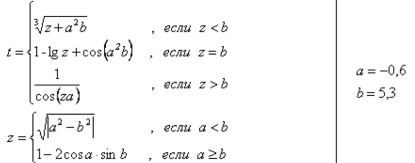 t = { ∛(z + a²b) , если z < b
1 - lg z + cos(a²b) , если z = b
1/cos(za) , если z > b
z = { √|a² − b²| , если a < b
1 − 2cos a · sin b , если a ≥ b
a = −0,6
b = 5,3